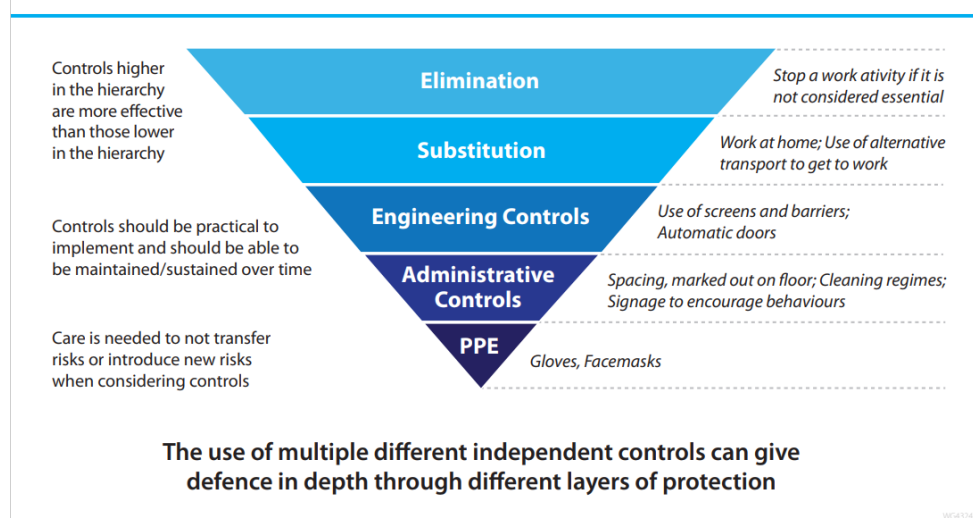 Controls higher
in the hierarchy
are more effective
than those lower
in the hierarchy
Elimination
Stop a work ativity if it is
not considered essential
Substitution
Work at home; Use of alternative
transport to get to work
Controls should be practical to
implement and should be able to
be maintained/sustained over time
Engineering Controls
Use of screens and barriers;
Automatic doors
Administrative
Controls
Spacing, marked out on floor; Cleaning regimes;
Signage to encourage behaviours
Care is needed to not transfer
risks or introduce new risks
when considering controls
PPE
Gloves, Facemasks
The use of multiple different independent controls can give
defence in depth through different layers of protection